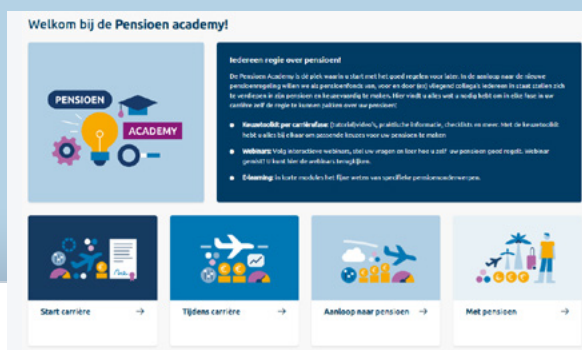 Welkom bij de Pensioen academy!
PENSIOEN
ACADEMY
Iedereen regie over pensioen!
De Pensioen Academy is dé plek waarin u start met het goed regelen voor later. In de aanloop naar de nieuwe
pensioenregeling willen we als pensioenfonds van, voor en door (ex) vliegend collega's iedereen in staat stellen zich
te verdiepen in zijn pensioen en keuzevaardig te maken. Hier vindt u alles wat u nodig hebt om in elke fase in uw
carrière zelf de regie te kunnen pakken over uw pensioen:
Keuzetoolkit per carrièrefase: (tutorial)video's, praktische informatie, checklists en meer. Met de keuzetoolkit
hebt u alles bij elkaar om passende keuzes voor uw pensioen te maken
Webinars: Volg interactieve webinars, stel uw vragen en leer hoe u zelf uw pensioen goed regelt. Webinar
gemist? U kunt hier de webinars terugkijken.
E-learning: in korte modules het fijne weten van specifieke pensioenonderwerpen.
Start carrière →
Tijdens carrière →
Aanloop naar pensioen →
Met pensioen →